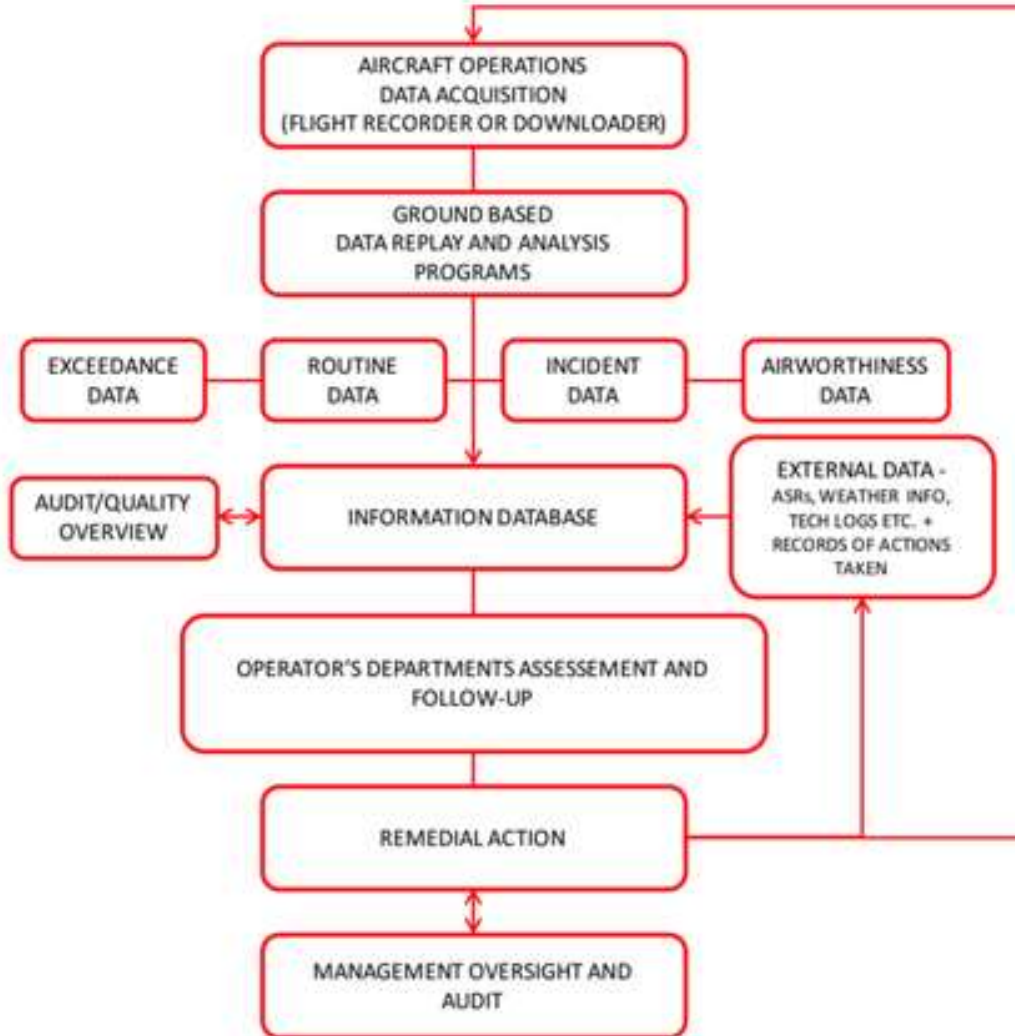 AIRCRAFT OPERATIONS
DATA ACQUISITION
(FLIGHT RECORDER OR DOWNLOADER)
GROUND BASED
DATA REPLAY AND ANALYSIS
PROGRAMS
EXCEEDANCE
DATA
ROUTINE
DATA
INCIDENT
DATA
AIRWORTHINESS
DATA
AUDIT/QUALITY
OVERVIEW
INFORMATION DATABASE
EXTERNAL DATA -
ASRs, WEATHER INFO,
TECH LOGS ETC. +
RECORDS OF ACTIONS
TAKEN
OPERATOR'S DEPARTMENTS ASSESSEMENT AND
FOLLOW-UP
REMEDIAL ACTION
MANAGEMENT OVERSIGHT AND
AUDIT